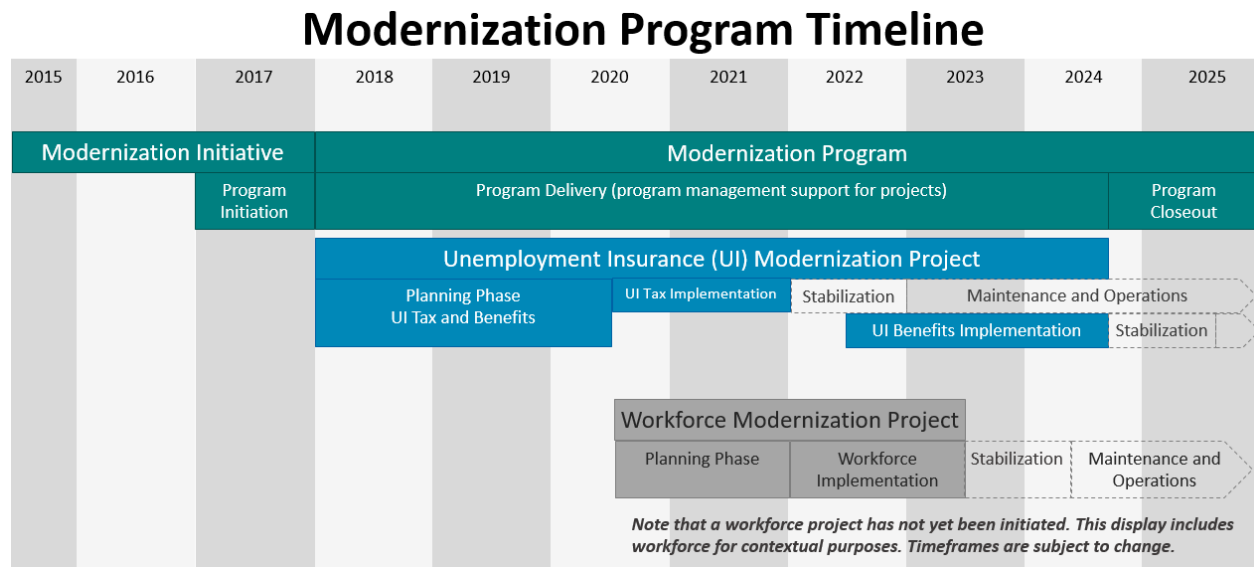 Modernization Program Timeline
2015 2016 2017 2018 2019 2020 2021 2022 2023 2024 2025
Modernization Initiative
Modernization Program
Program
Initiation
Program Delivery (program management support for projects)
Program
Closeout
Unemployment Insurance (UI) Modernization Project
Planning Phase
UI Tax and Benefits
UI Tax Implementation
Stabilization
Maintenance and Operations
UI Benefits Implementation
Stabilization
Workforce Modernization Project
Planning Phase
Workforce
Implementation
Stabilization
Maintenance and
Operations
Note that a workforce project has not yet been initiated. This display includes
workforce for contextual purposes. Timeframes are subject to change.